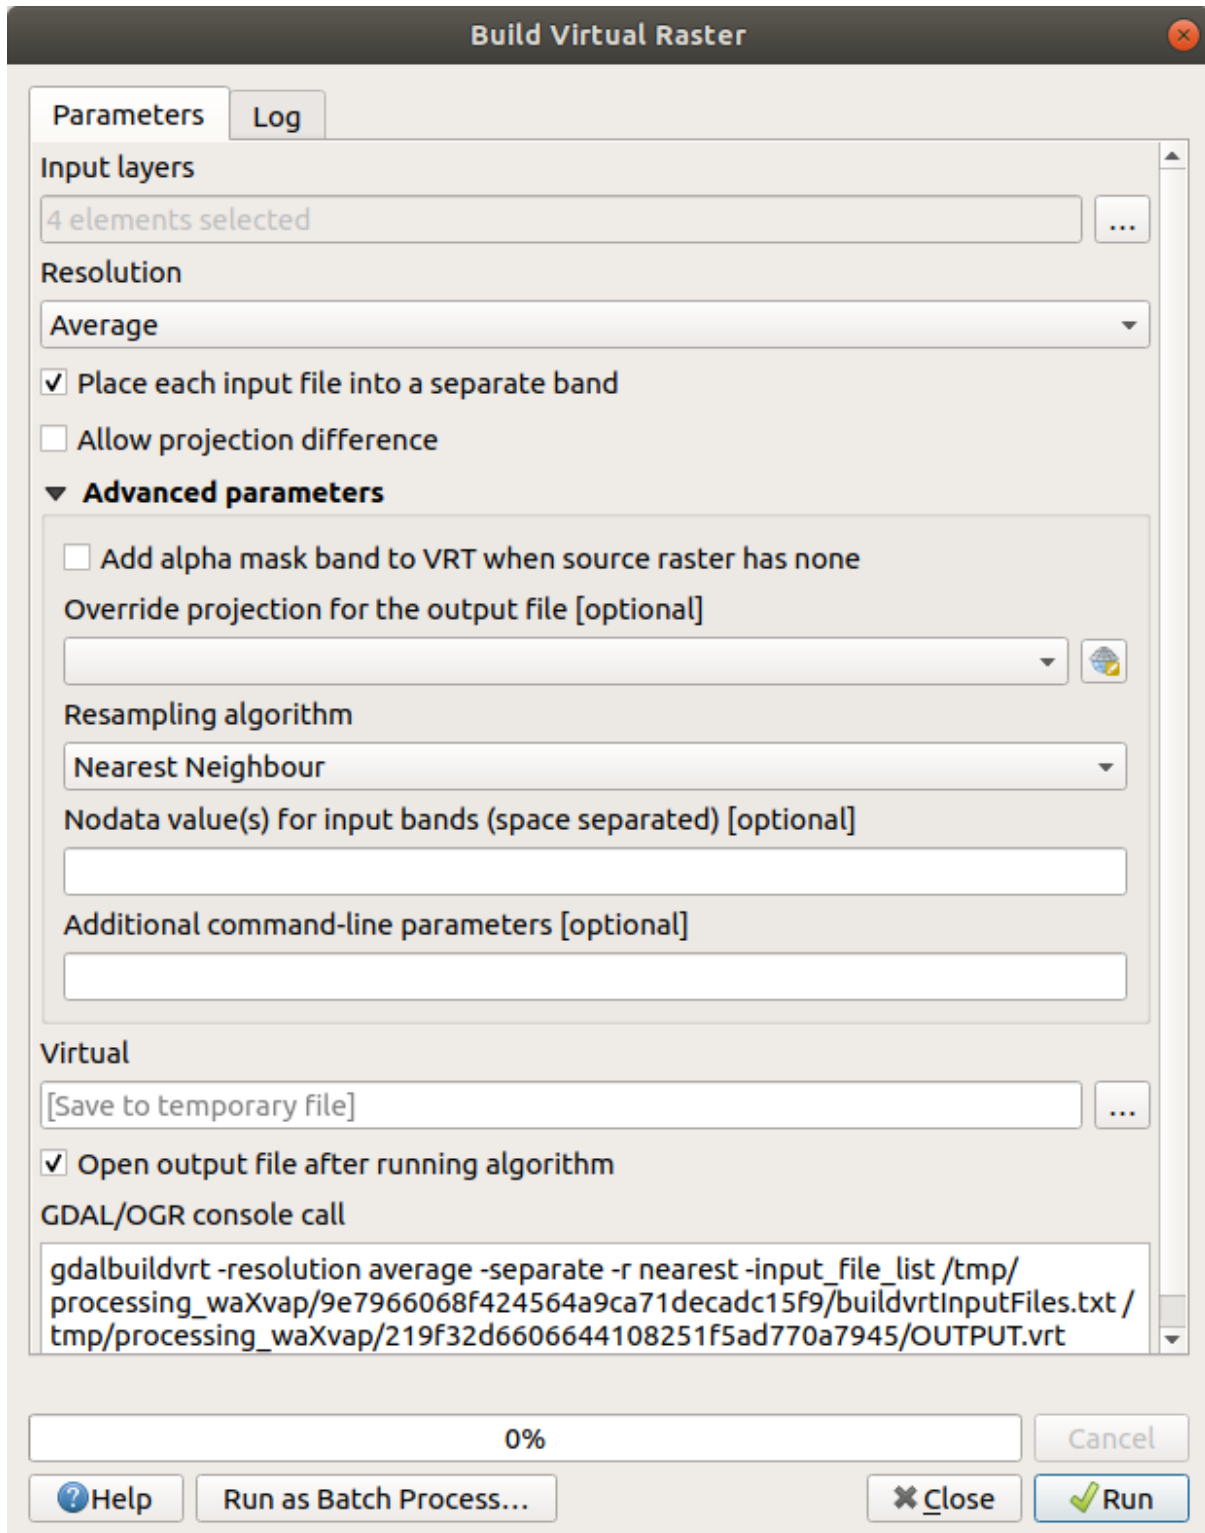 Build Virtual Raster
Parameters
Log
Input layers
4 elements selected
...
Resolution
Average
Place each input file into a separate band
Allow projection difference
Advanced parameters
Add alpha mask band to VRT when source raster has none
Override projection for the output file [optional]
Resampling algorithm
Nearest Neighbour
Nodata value(s) for input bands (space separated) [optional]
Additional command-line parameters [optional]
Virtual
[Save to temporary file]
...
Open output file after running algorithm
GDAL/OGR console call
gdalbuildvrt -resolution average -separate -r nearest -input_file_list /tmp/
processing_waXvap/9e7966068f424564a9ca71decadc15f9/buildvrtInputFiles.txt /
tmp/processing_waXvap/219f32d6606644108251f5ad770a7945/OUTPUT.vrt
0%
Cancel
Help
Run as Batch Process...
Close
Run